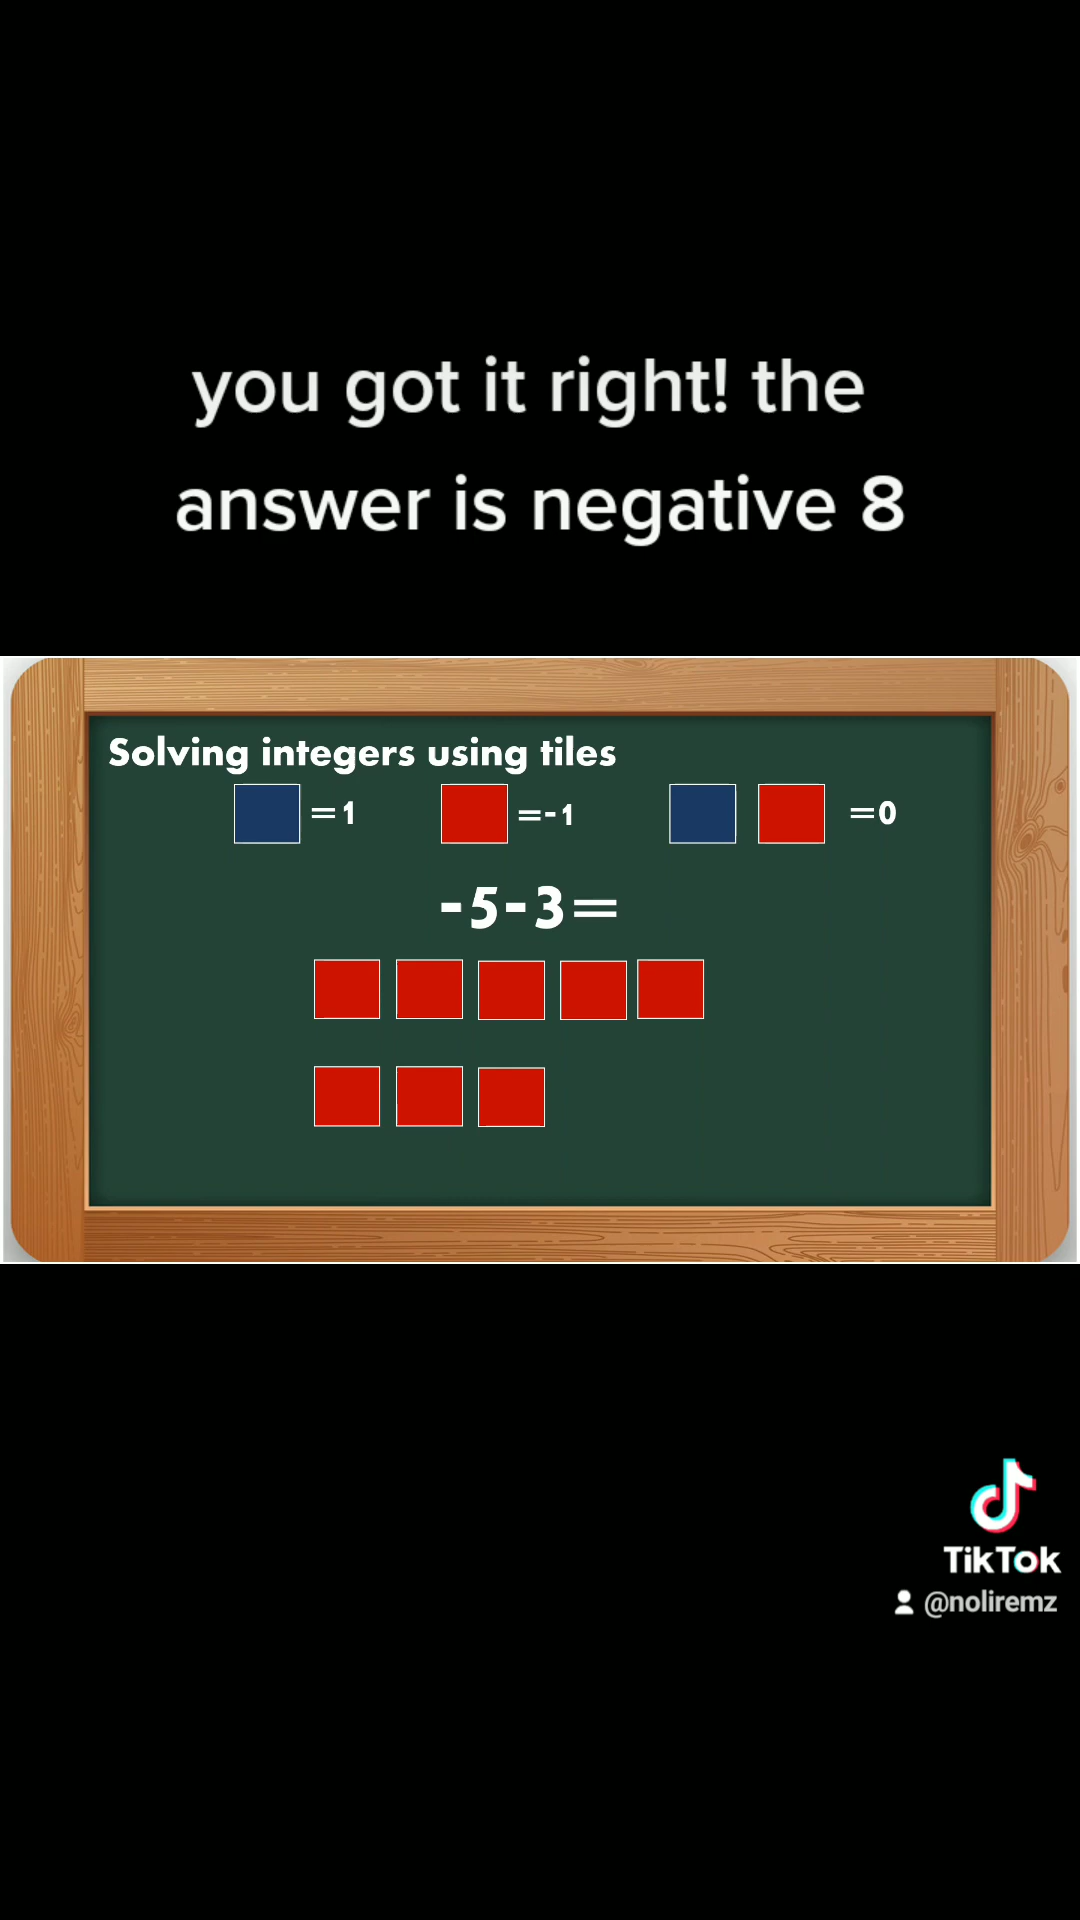 you got it right! the
answer is negative 8
Solving integers using tiles
=1 =-1 =0
-5-3=
TikTok
@noliremz